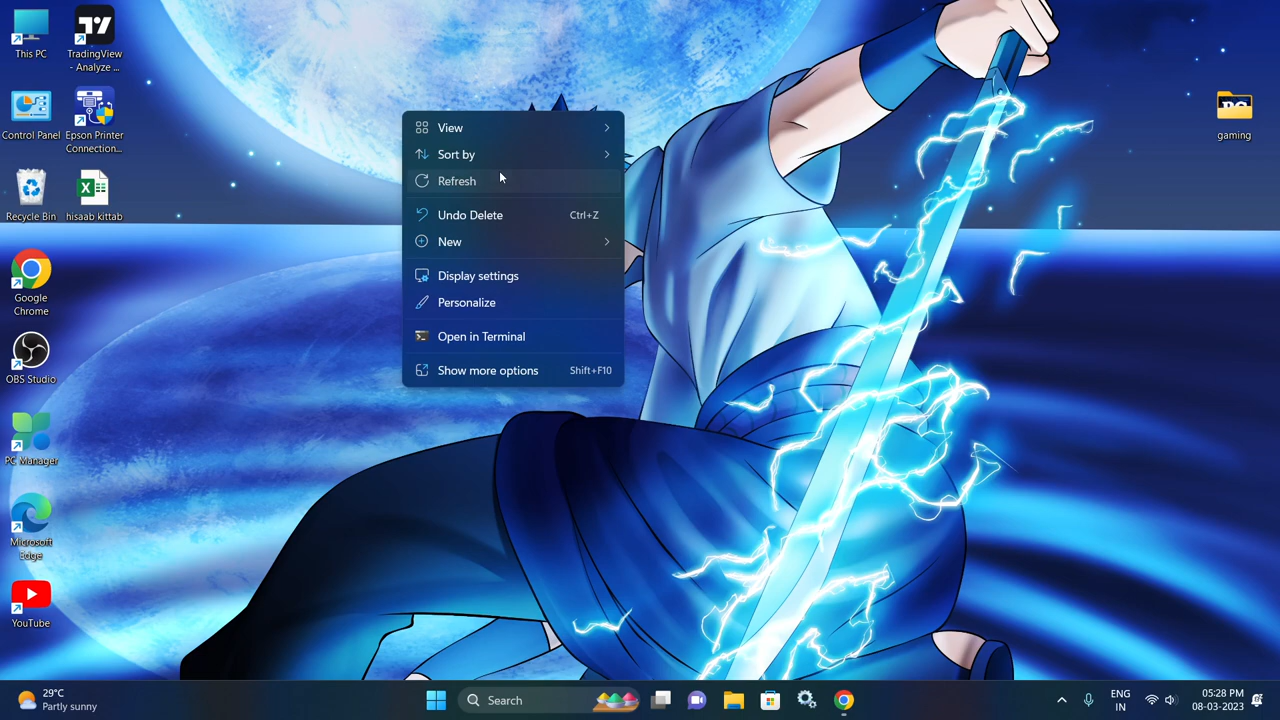 This PC
TradingView
- Analyze ...
Control Panel
Epson Printer
Connection...
Recycle Bin
hisaab kittab
Google
Chrome
OBS Studio
PC Manager
Microsoft
Edge
YouTube
View
Sort by
Refresh
Undo Delete Ctrl+Z
New
Display settings
Personalize
Open in Terminal
Show more options Shift+F10
gaming
29°C
Partly sunny
Search
ENG
IN
05:28 PM
08-03-2023